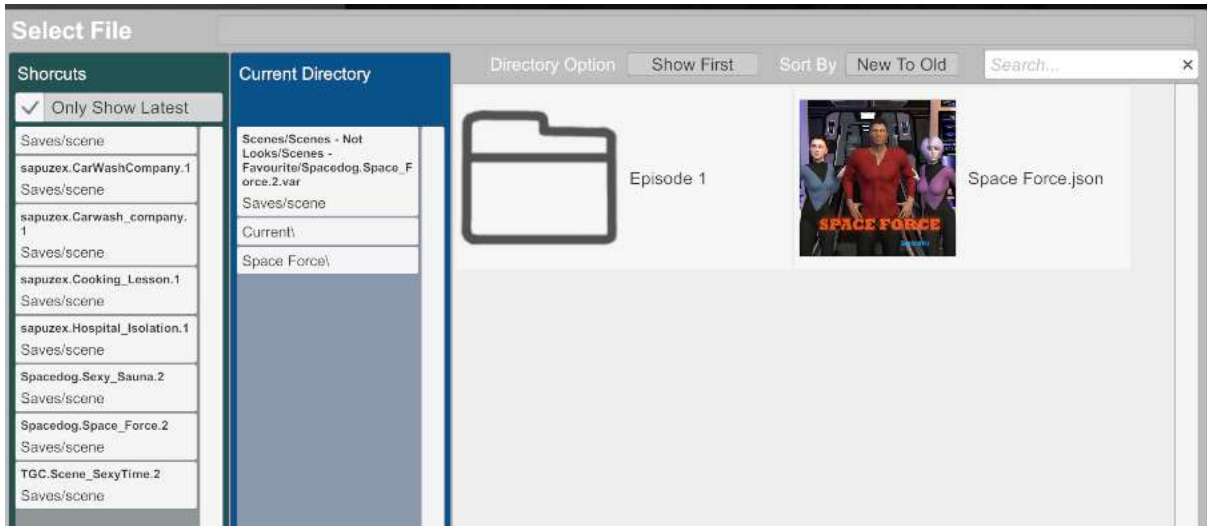 Select File
Shorcuts
Only Show Latest
Saves/scene
sapuzex.CarWashCompany.1
Saves/scene
sapuzex.Carwash_company.
1
Saves/scene
sapuzex.Cooking_Lesson.1
Saves/scene
sapuzex.Hospital_Isolation.1
Saves/scene
Spacedog.Sexy_Sauna.2
Saves/scene
Spacedog.Space_Force.2
Saves/scene
TGC.Scene_SexyTime.2
Saves/scene
Current Directory
Scenes/Scenes - Not
Looks/Scenes -
Favourite/Spacedog.Space_F
orce.2.var
Saves/scene
Current\
Space Force\
Directory Option Show First Sort By New To Old Search...
Episode 1
SPACE FORCE
Space Force.json